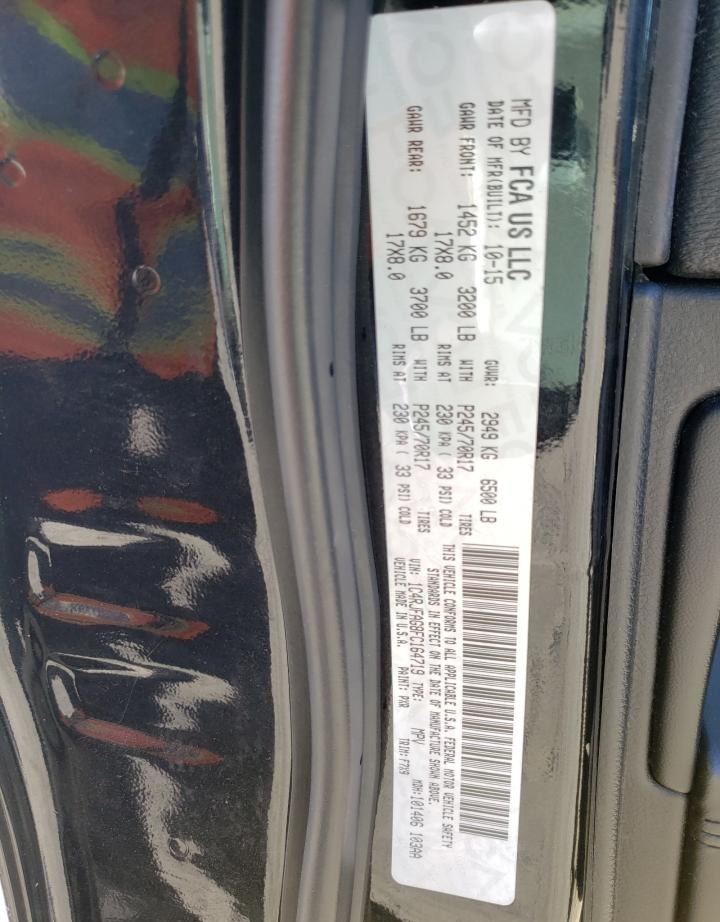 MFD BY FCA US LLC
DATE OF MFR(BUILT): 10-15 GVWR: 2949 KG 6500 LB
GAWR FRONT: 1452 KG 3200 LB WITH P245/70R17 TIRES
17X8.0 RIMS AT 230 KPA ( 33 PSI) COLD
GAWR REAR: 1679 KG 3700 LB WITH P245/70R17 TIRES
17X8.0 RIMS AT 230 KPA ( 33 PSI) COLD
THIS VEHICLE CONFORMS TO ALL APPLICABLE U.S.A. FEDERAL MOTOR VEHICLE SAFETY
STANDARDS IN EFFECT ON THE DATE OF MANUFACTURE SHOWN ABOVE.
VIN: 1C4RJFAG8FC164719 TYPE: MPV MDH:101406 103AA
VEHICLE MADE IN U.S.A. PAINT: PXR TRIM: F7X9